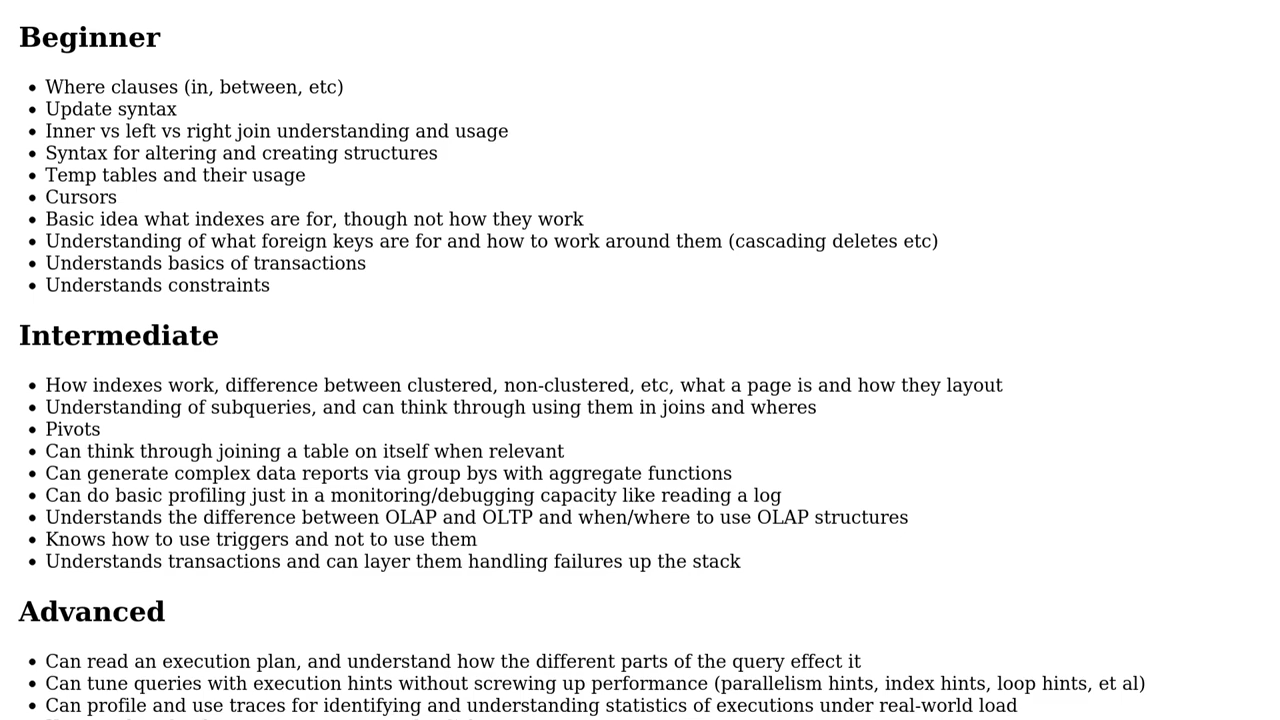 Beginner
Where clauses (in, between, etc)
Update syntax
Inner vs left vs right join understanding and usage
Syntax for altering and creating structures
Temp tables and their usage
Cursors
Basic idea what indexes are for, though not how they work
Understanding of what foreign keys are for and how to work around them (cascading deletes etc)
Understands basics of transactions
Understands constraints
Intermediate
How indexes work, difference between clustered, non-clustered, etc, what a page is and how they layout
Understanding of subqueries, and can think through using them in joins and wheres
Pivots
Can think through joining a table on itself when relevant
Can generate complex data reports via group bys with aggregate functions
Can do basic profiling just in a monitoring/debugging capacity like reading a log
Understands the difference between OLAP and OLTP and when/where to use OLAP structures
Knows how to use triggers and not to use them
Understands transactions and can layer them handling failures up the stack
Advanced
Can read an execution plan, and understand how the different parts of the query effect it
Can tune queries with execution hints without screwing up performance (parallelism hints, index hints, loop hints, et al)
Can profile and use traces for identifying and understanding statistics of executions under real-world load